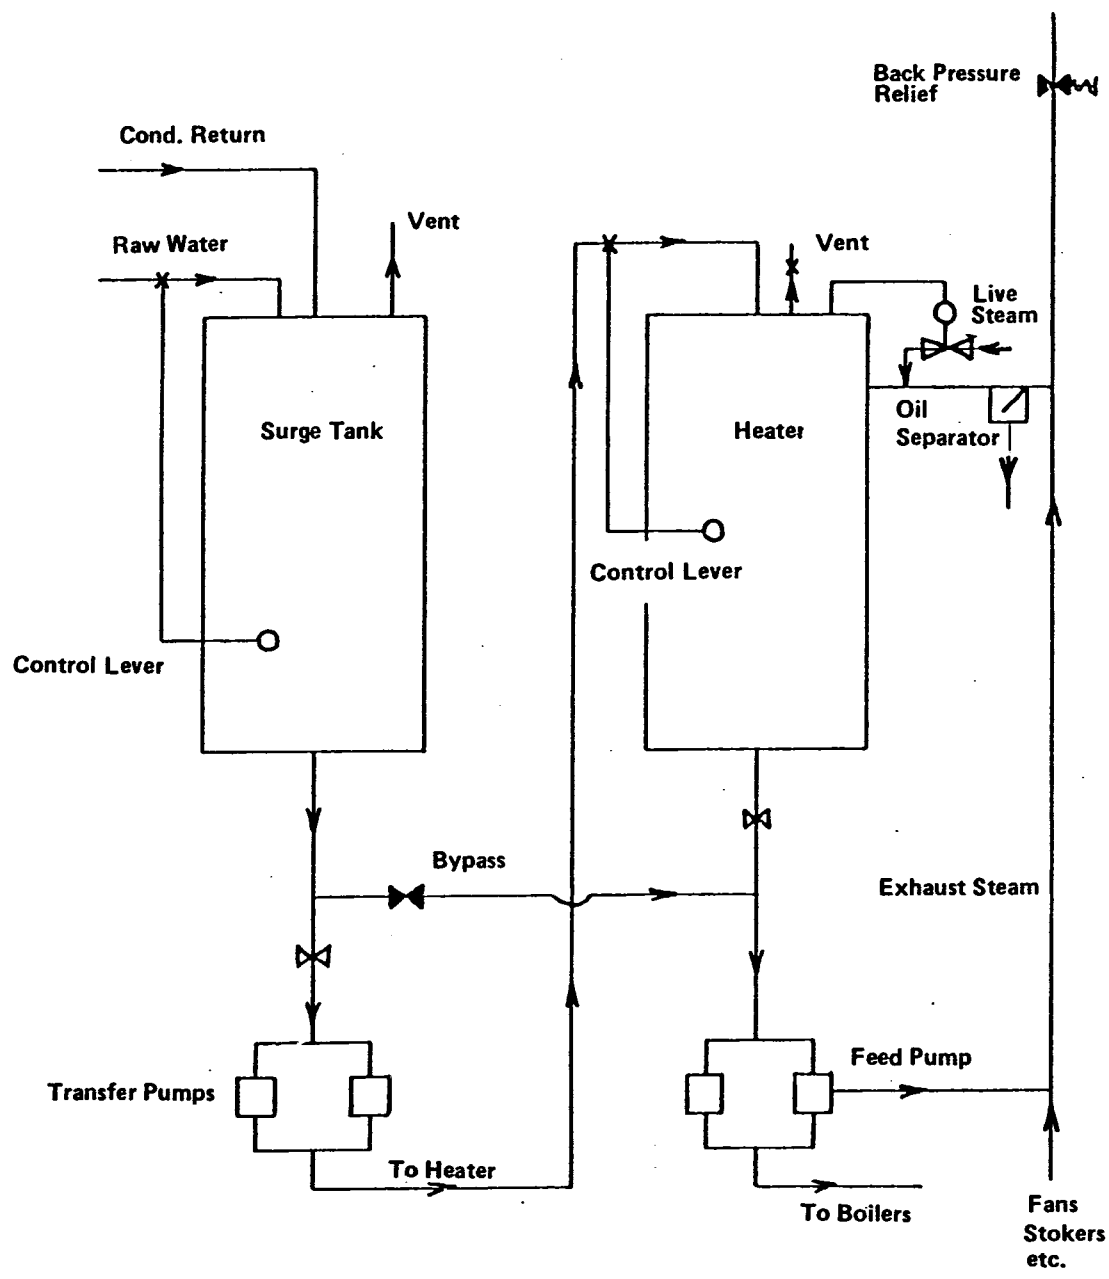 Back Pressure
Relief
Cond. Return
Vent
Raw Water
Vent
Live
Steam
Surge Tank
Heater
Oil
Separator
Control Lever
Control Lever
Bypass
Exhaust Steam
Feed Pump
Transfer Pumps
To Heater
To Boilers
Fans
Stokers
etc.